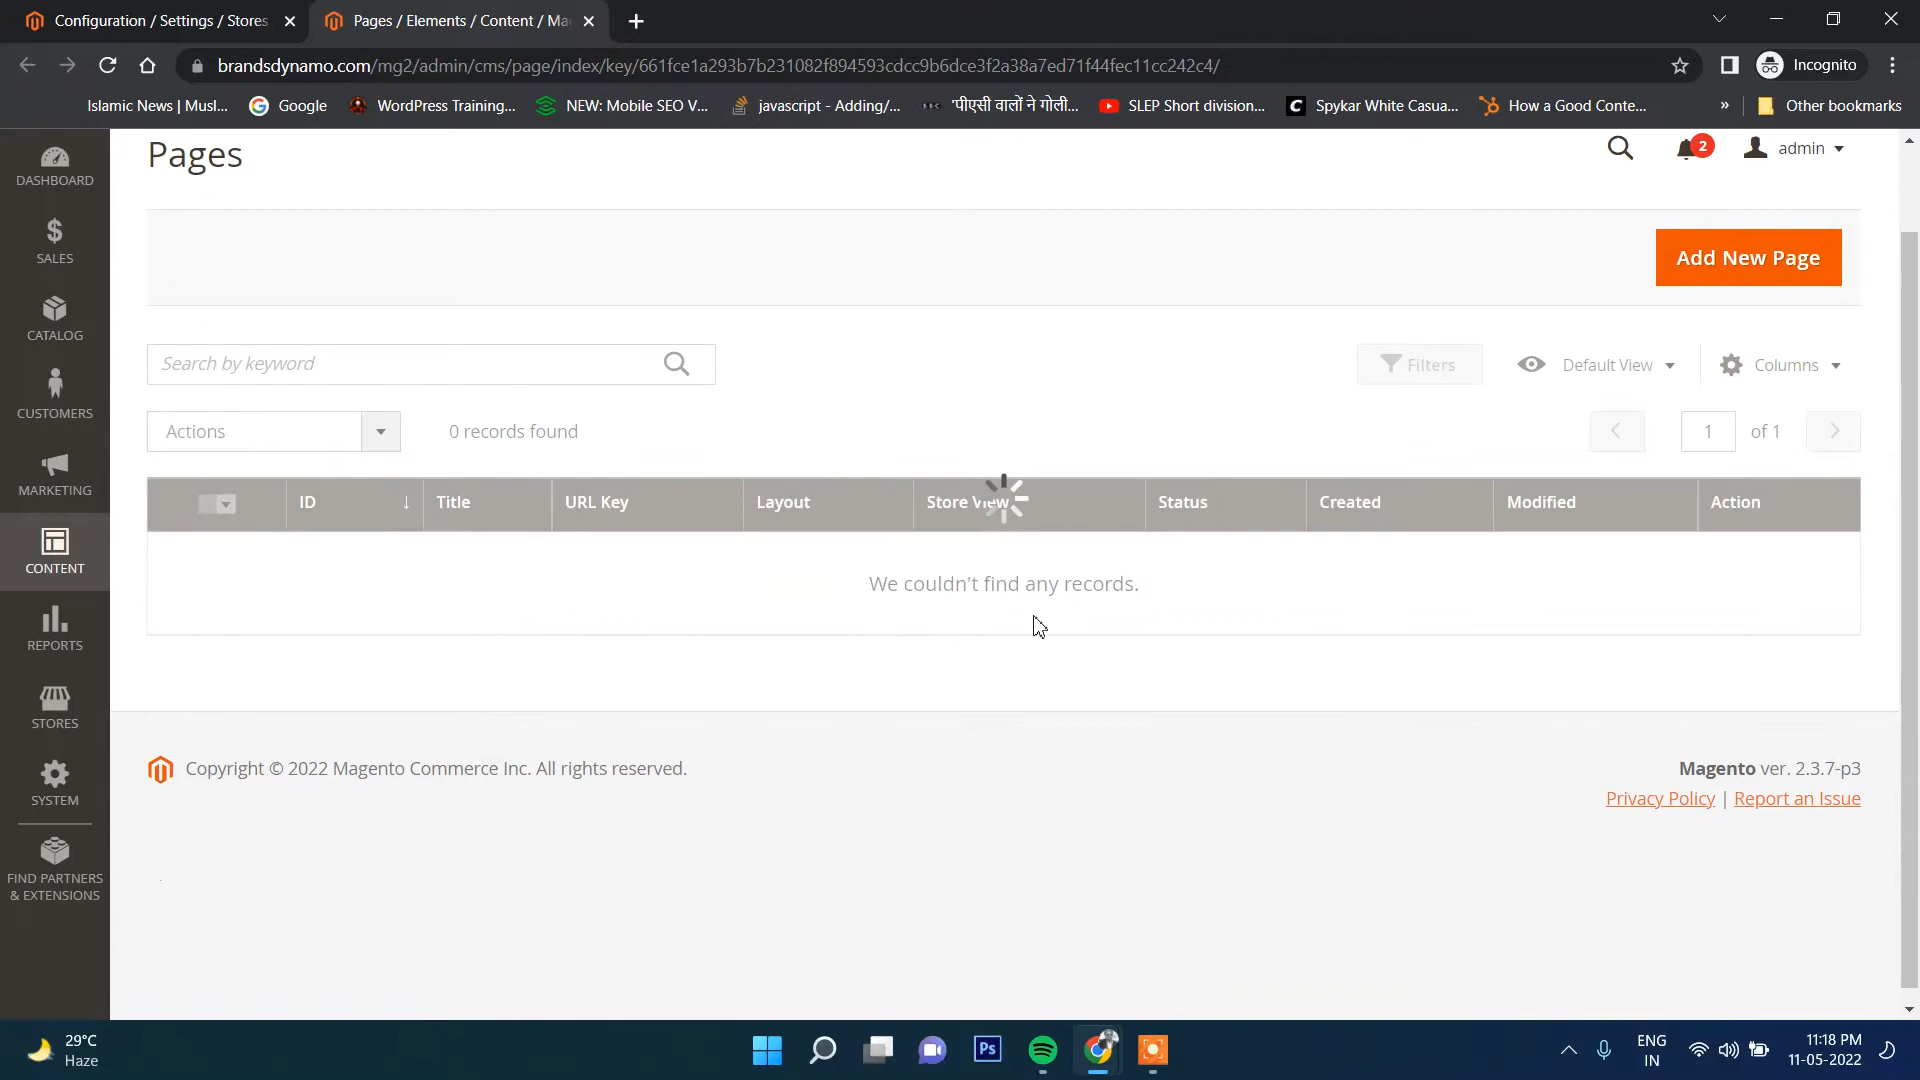 Configuration / Settings / Stores
Pages / Elements / Content / Ma
brandsdynamo.com/mg2/admin/cms/page/index/key/661fce1a293b7b231082f894593cdcc9b6dce3f2a38a7ed71f44fec11cc242c4/
Incognito
Islamic News | Musl...
Google
WordPress Training...
NEW: Mobile SEO V...
javascript - Adding/...
'पीएसी वालों ने गोली...
SLEP Short division...
Spykar White Casua...
How a Good Conte...
»
Other bookmarks
Pages
2
admin
DASHBOARD
SALES
CATALOG
CUSTOMERS
MARKETING
CONTENT
REPORTS
STORES
SYSTEM
FIND PARTNERS
& EXTENSIONS
Add New Page
Search by keyword
Filters
Default View
Columns
Actions
0 records found
1
of 1
ID ↓ Title URL Key Layout Store View Status Created Modified Action
We couldn't find any records.
Copyright © 2022 Magento Commerce Inc. All rights reserved.
Magento ver. 2.3.7-p3
Privacy Policy | Report an Issue
29°C
Haze
Ps
ENG
IN
11:18 PM
11-05-2022